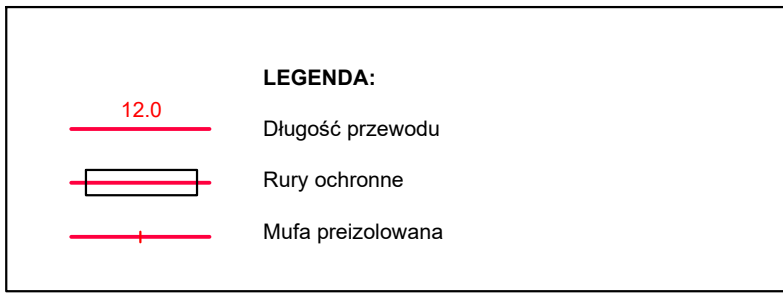 LEGENDA:
12.0
Długość przewodu
Rury ochronne
Mufa preizolowana